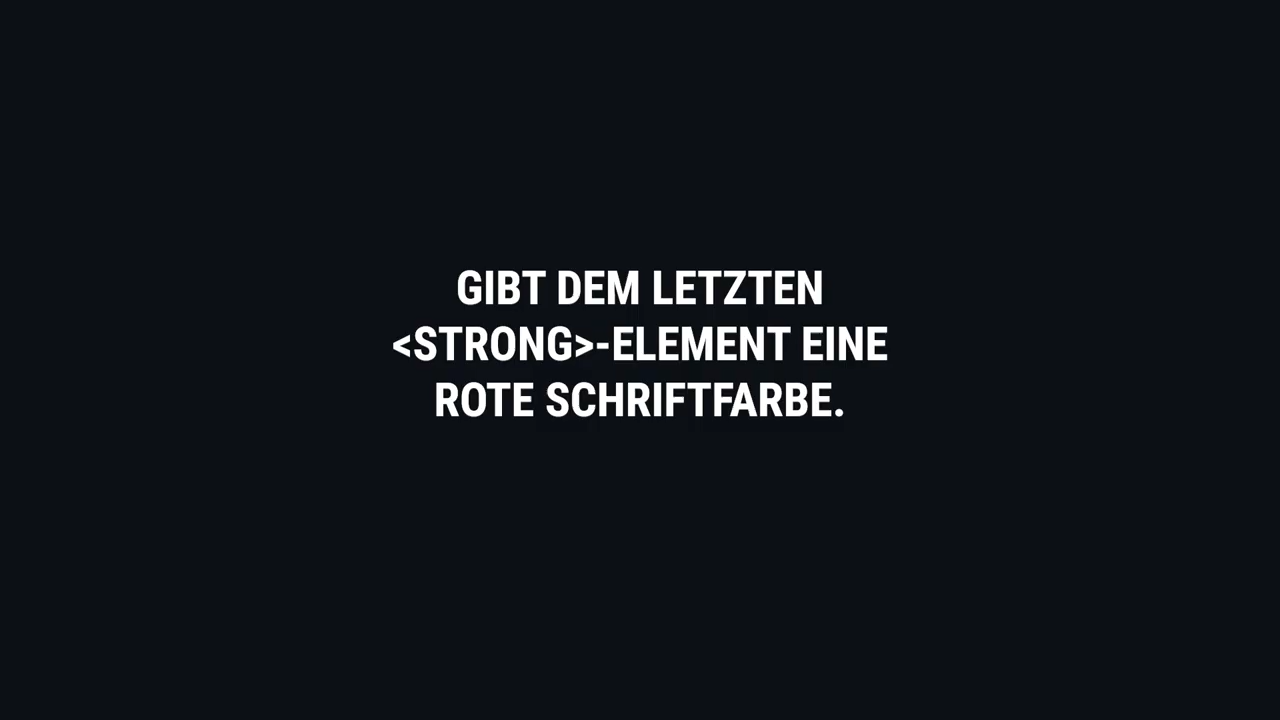 GIBT DEM LETZTEN
<STRONG>-ELEMENT EINE
ROTE SCHRIFTFARBE.